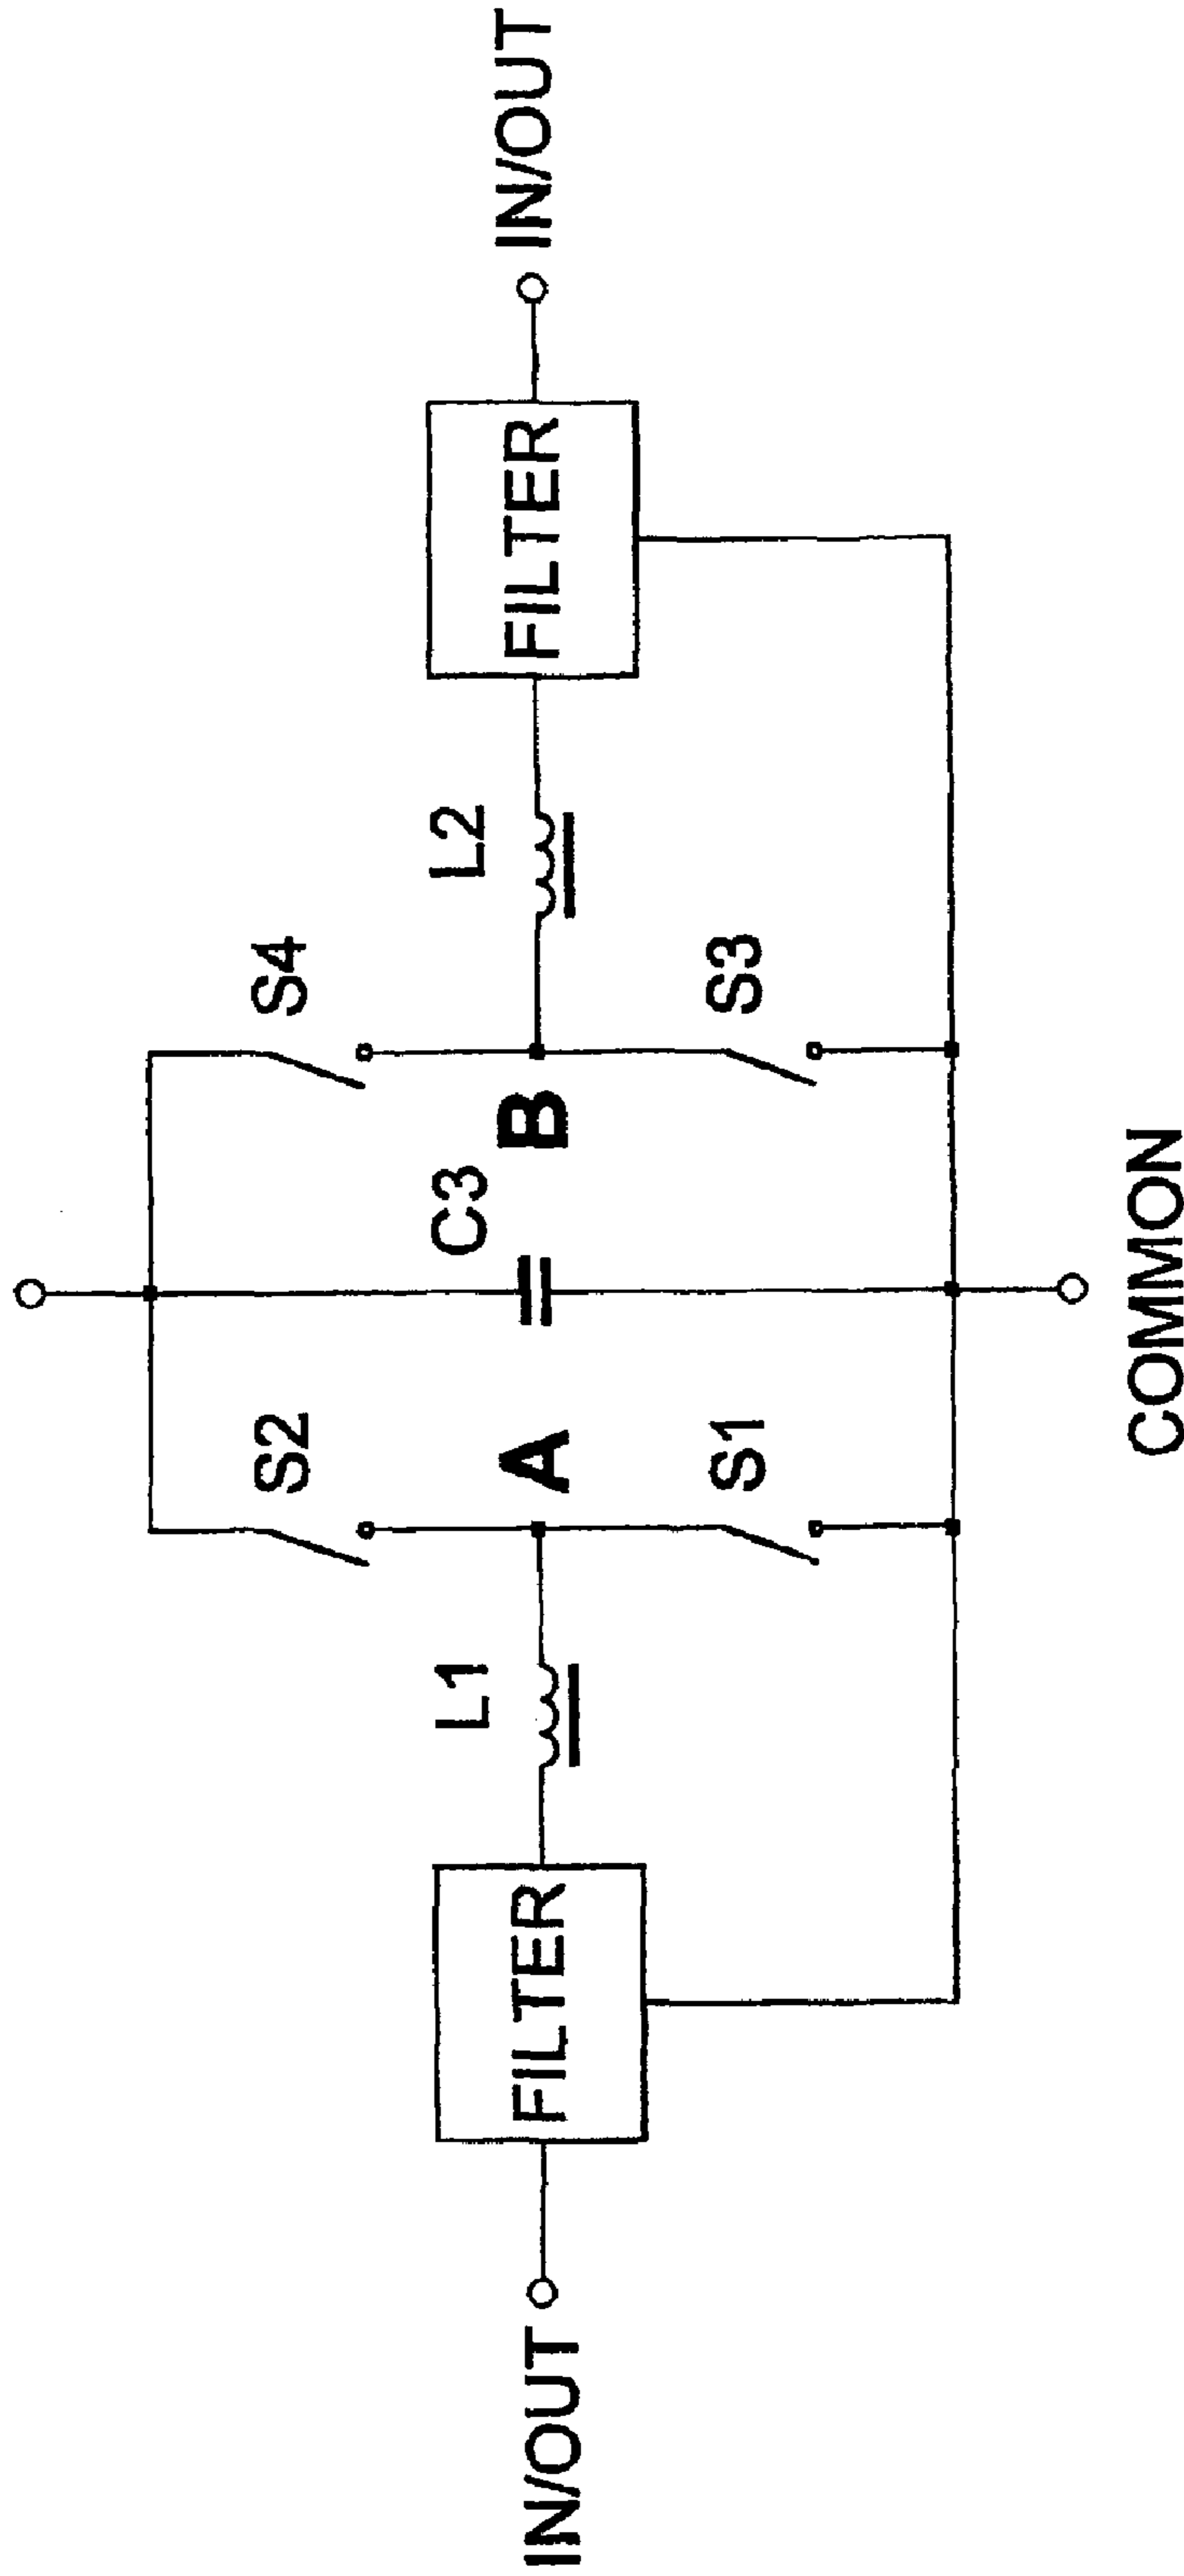 S2
S4
L1
C3
L2
IN/OUT
FILTER
A
B
FILTER
IN/OUT
S1
S3
COMMON